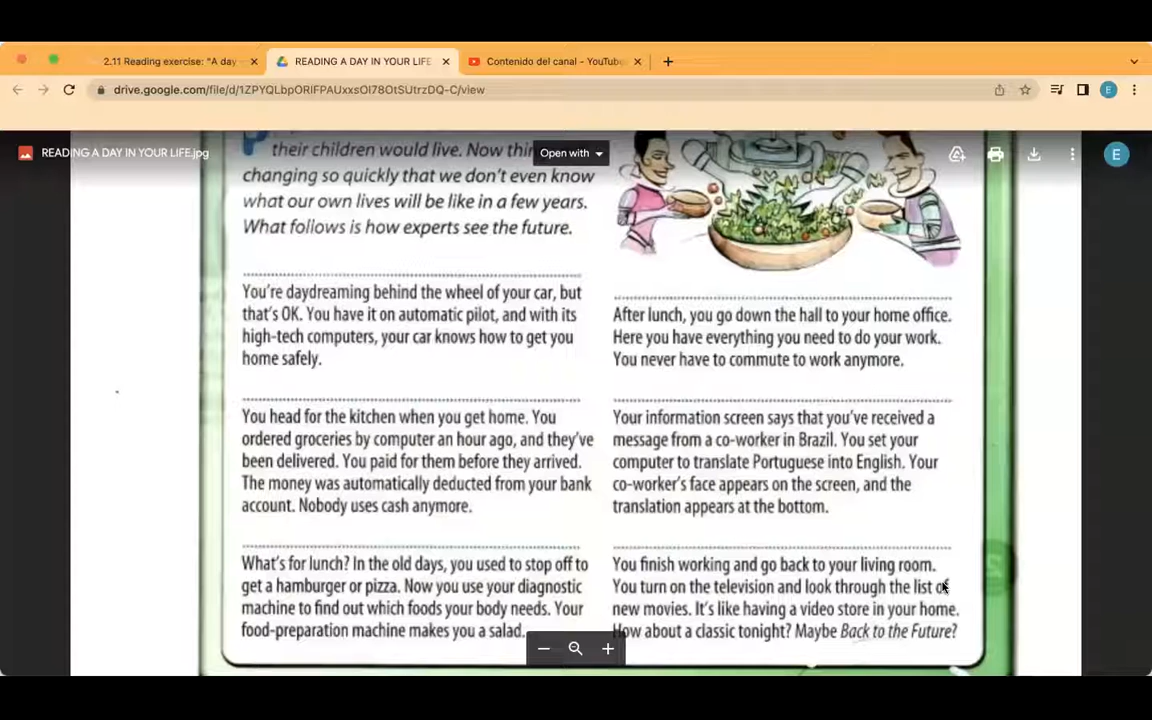 2.11 Reading exercise: "A day
READING A DAY IN YOUR LIFE
Contenido del canal - YouTube
drive.google.com/file/d/1ZPYQLbpORIFPAUxxsOI78OtSUtrzDQ-C/view
E
READING A DAY IN YOUR LIFE.jpg
Open with
E
their children would live. Now
changing so quickly that we don't even know
what our own lives will be like in a few years.
What follows is how experts see the future.
You're daydreaming behind the wheel of your car, but
that's OK. You have it on automatic pilot, and with its
high-tech computers, your car knows how to get you
home safely.
You head for the kitchen when you get home. You
ordered groceries by computer an hour ago, and they've
been delivered. You paid for them before they arrived.
The money was automatically deducted from your bank
account. Nobody uses cash anymore.
What's for lunch? In the old days, you used to stop off to
get a hamburger or pizza. Now you use your diagnostic
machine to find out which foods your body needs. Your
food-preparation machine makes you a salad.
After lunch, you go down the hall to your home office.
Here you have everything you need to do your work.
You never have to commute to work anymore.
Your information screen says that you've received a
message from a co-worker in Brazil. You set your
computer to translate Portuguese into English. Your
co-worker's face appears on the screen, and the
translation appears at the bottom.
You finish working and go back to your living room.
You turn on the television and look through the list of
new movies. It's like having a video store in your home.
How about a classic tonight? Maybe Back to the Future?